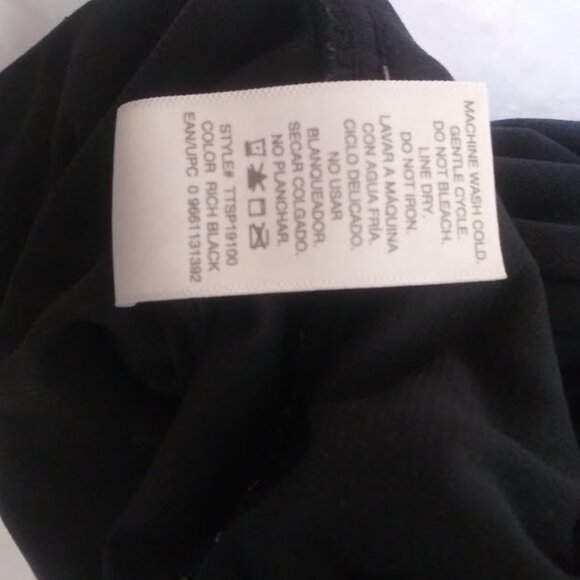 MACHINE WASH COLD.
GENTLE CYCLE.
DO NOT BLEACH.
LINE DRY.
DO NOT IRON.
LAVAR A MÁQUINA
CON AGUA FRÍA.
CICLO DELICADO.
NO USAR
BLANQUEADOR.
SECAR COLGADO.
NO PLANCHAR.
STYLE# TTSP19100
COLOR RICH BLACK
EAN/UPC 0 9661131392